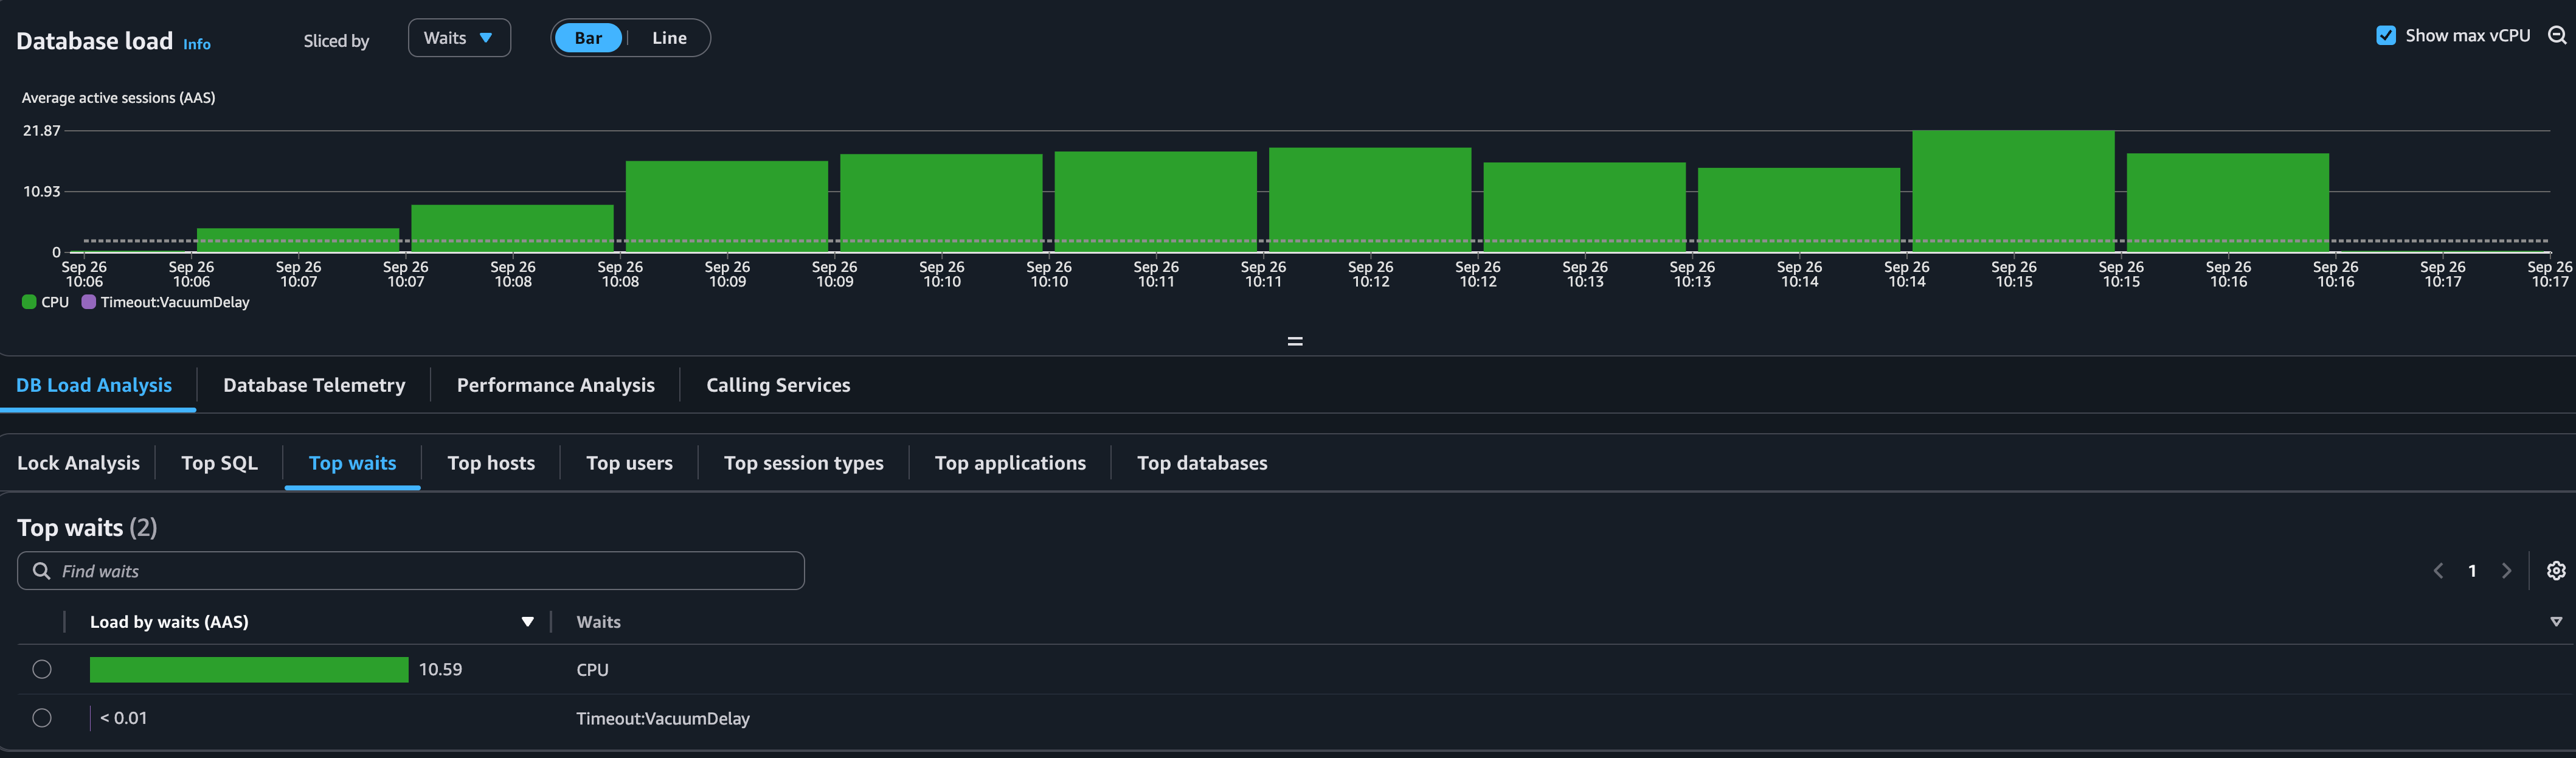 Database load Info Sliced by Waits Bar Line Show max vCPU
Average active sessions (AAS)
21.87
10.93
0
Sep 26 Sep 26 Sep 26 Sep 26 Sep 26 Sep 26 Sep 26 Sep 26 Sep 26 Sep 26 Sep 26 Sep 26 Sep 26 Sep 26 Sep 26 Sep 26 Sep 26 Sep 26 Sep 26 Sep 26 Sep 26 Sep 26 Sep 26 Sep 26
10:06 10:06 10:07 10:07 10:08 10:08 10:09 10:09 10:10 10:10 10:11 10:11 10:12 10:12 10:13 10:13 10:14 10:14 10:15 10:15 10:16 10:16 10:17 10:17
CPU Timeout:VacuumDelay
DB Load Analysis Database Telemetry Performance Analysis Calling Services
Lock Analysis Top SQL Top waits Top hosts Top users Top session types Top applications Top databases
Top waits (2)
Find waits 1
Load by waits (AAS) Waits
10.59 CPU
< 0.01 Timeout:VacuumDelay